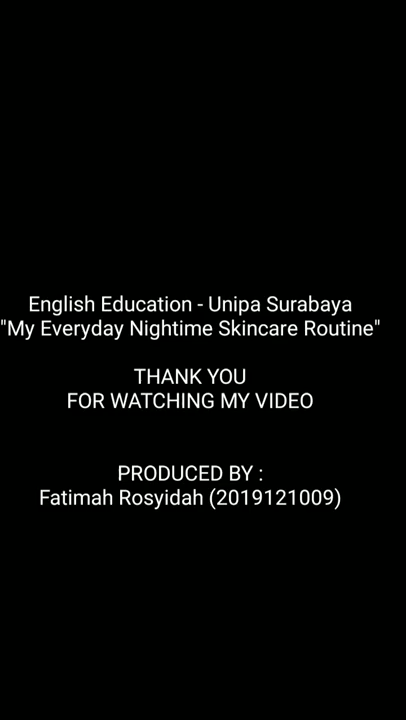 English Education - Unipa Surabaya
"My Everyday Nightime Skincare Routine"
THANK YOU
FOR WATCHING MY VIDEO
PRODUCED BY :
Fatimah Rosyidah (2019121009)